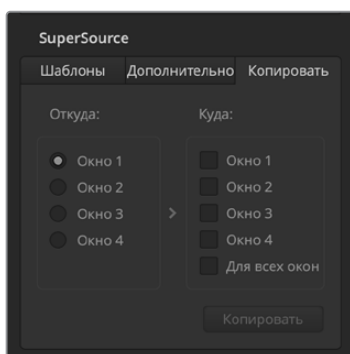 SuperSource
Шаблоны Дополнительно Копировать
Откуда: Куда:
Окно 1 Окно 1
Окно 2 Окно 2
Окно 3 Окно 3
Окно 4 Окно 4
Для всех окон
Копировать